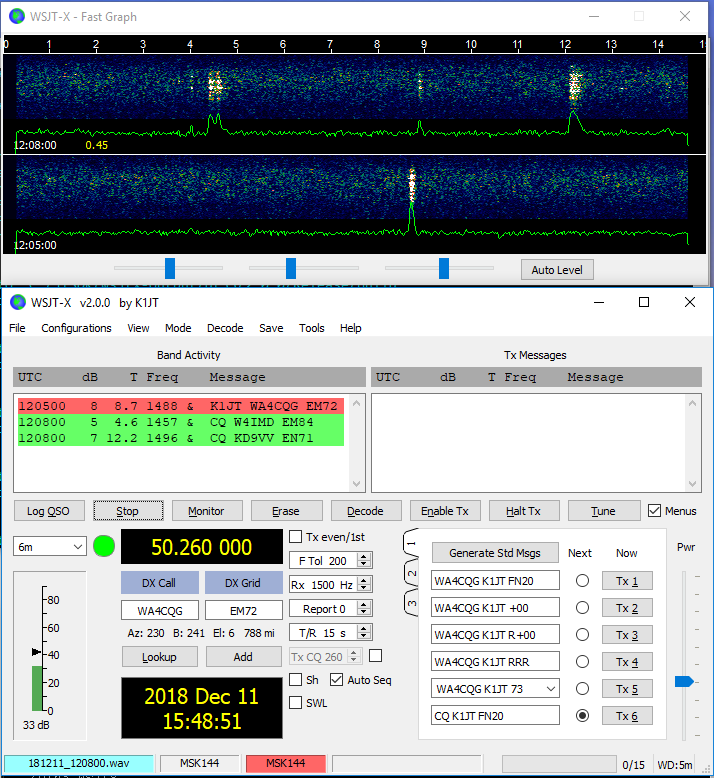 WSJT-X - Fast Graph
0 1 2 3 4 5 6 7 8 9 10 11 12 13 14 15
12:08:00 0.45
12:05:00
Auto Level
WSJT-X v2.0.0 by K1JT
File Configurations View Mode Decode Save Tools Help
Band Activity Tx Messages
UTC dB T Freq Message UTC dB T Freq Message
120500 8 8.7 1488 & K1JT WA4CQG EM72
120800 5 4.6 1457 & CQ W4IMD EM84
120800 7 12.2 1496 & CQ KD9VV EN71
Log QSO Stop Monitor Erase Decode Enable Tx Halt Tx Tune Menus
6m 50.260 000
DX Call DX Grid
WA4CQG EM72
Az: 230 B: 241 El: 6 788 mi
Lookup Add
2018 Dec 11
15:48:51
80
60
40
20
0
33 dB
Tx even/1st
F Tol 200
Rx 1500 Hz
Report 0
T/R 15 s
Tx CQ 260
Sh Auto Seq
SWL
1
2
3
Generate Std Msgs Next Now
WA4CQG K1JT FN20 Tx 1
WA4CQG K1JT +00 Tx 2
WA4CQG K1JT R+00 Tx 3
WA4CQG K1JT RRR Tx 4
WA4CQG K1JT 73 Tx 5
CQ K1JT FN20 Tx 6
Pwr
181211_120800.wav MSK144 MSK144 0/15 WD:5m